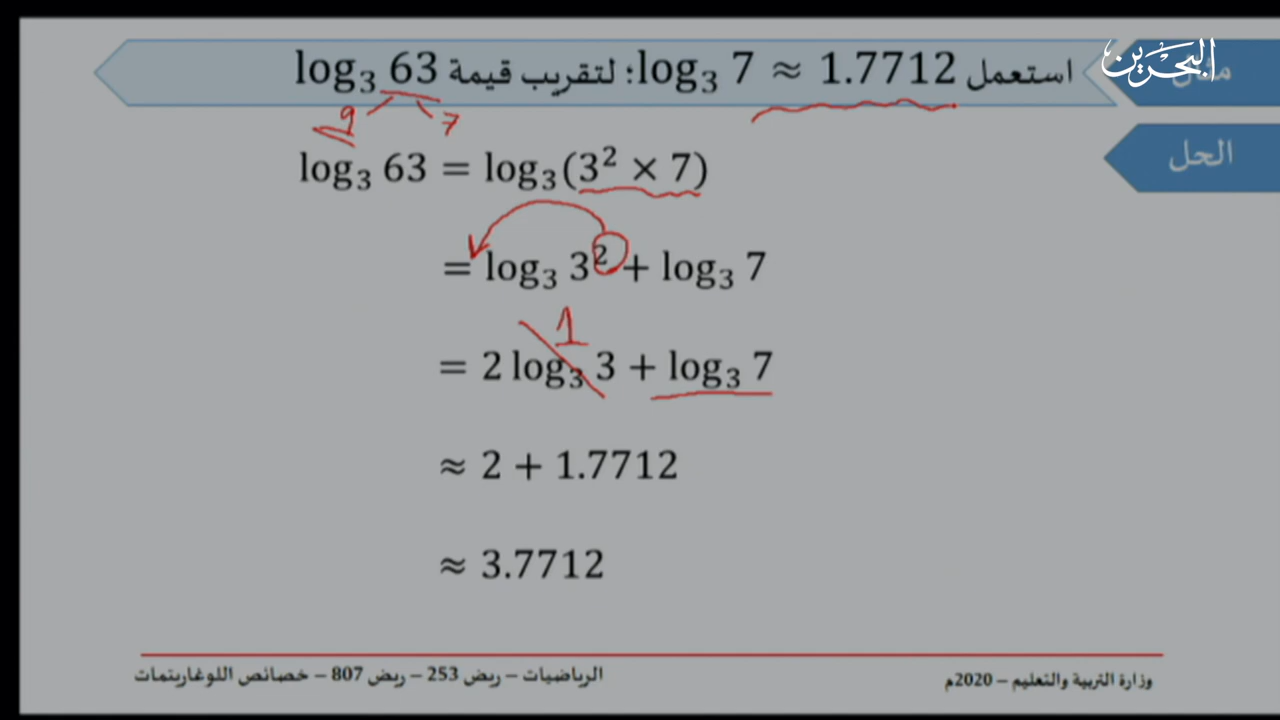 البحرين
مثال
استعمل log₃ 7 ≈ 1.7712؛ لتقريب قيمة log₃ 63
9 7
الحل
log₃ 63 = log₃(3² × 7)
= log₃ 3² + log₃ 7
1
= 2 log₃ 3 + log₃ 7
≈ 2 + 1.7712
≈ 3.7712
وزارة التربية والتعليم – 2020م
الرياضيات – ريض 253 – ريض 807 – خصائص اللوغاريتمات